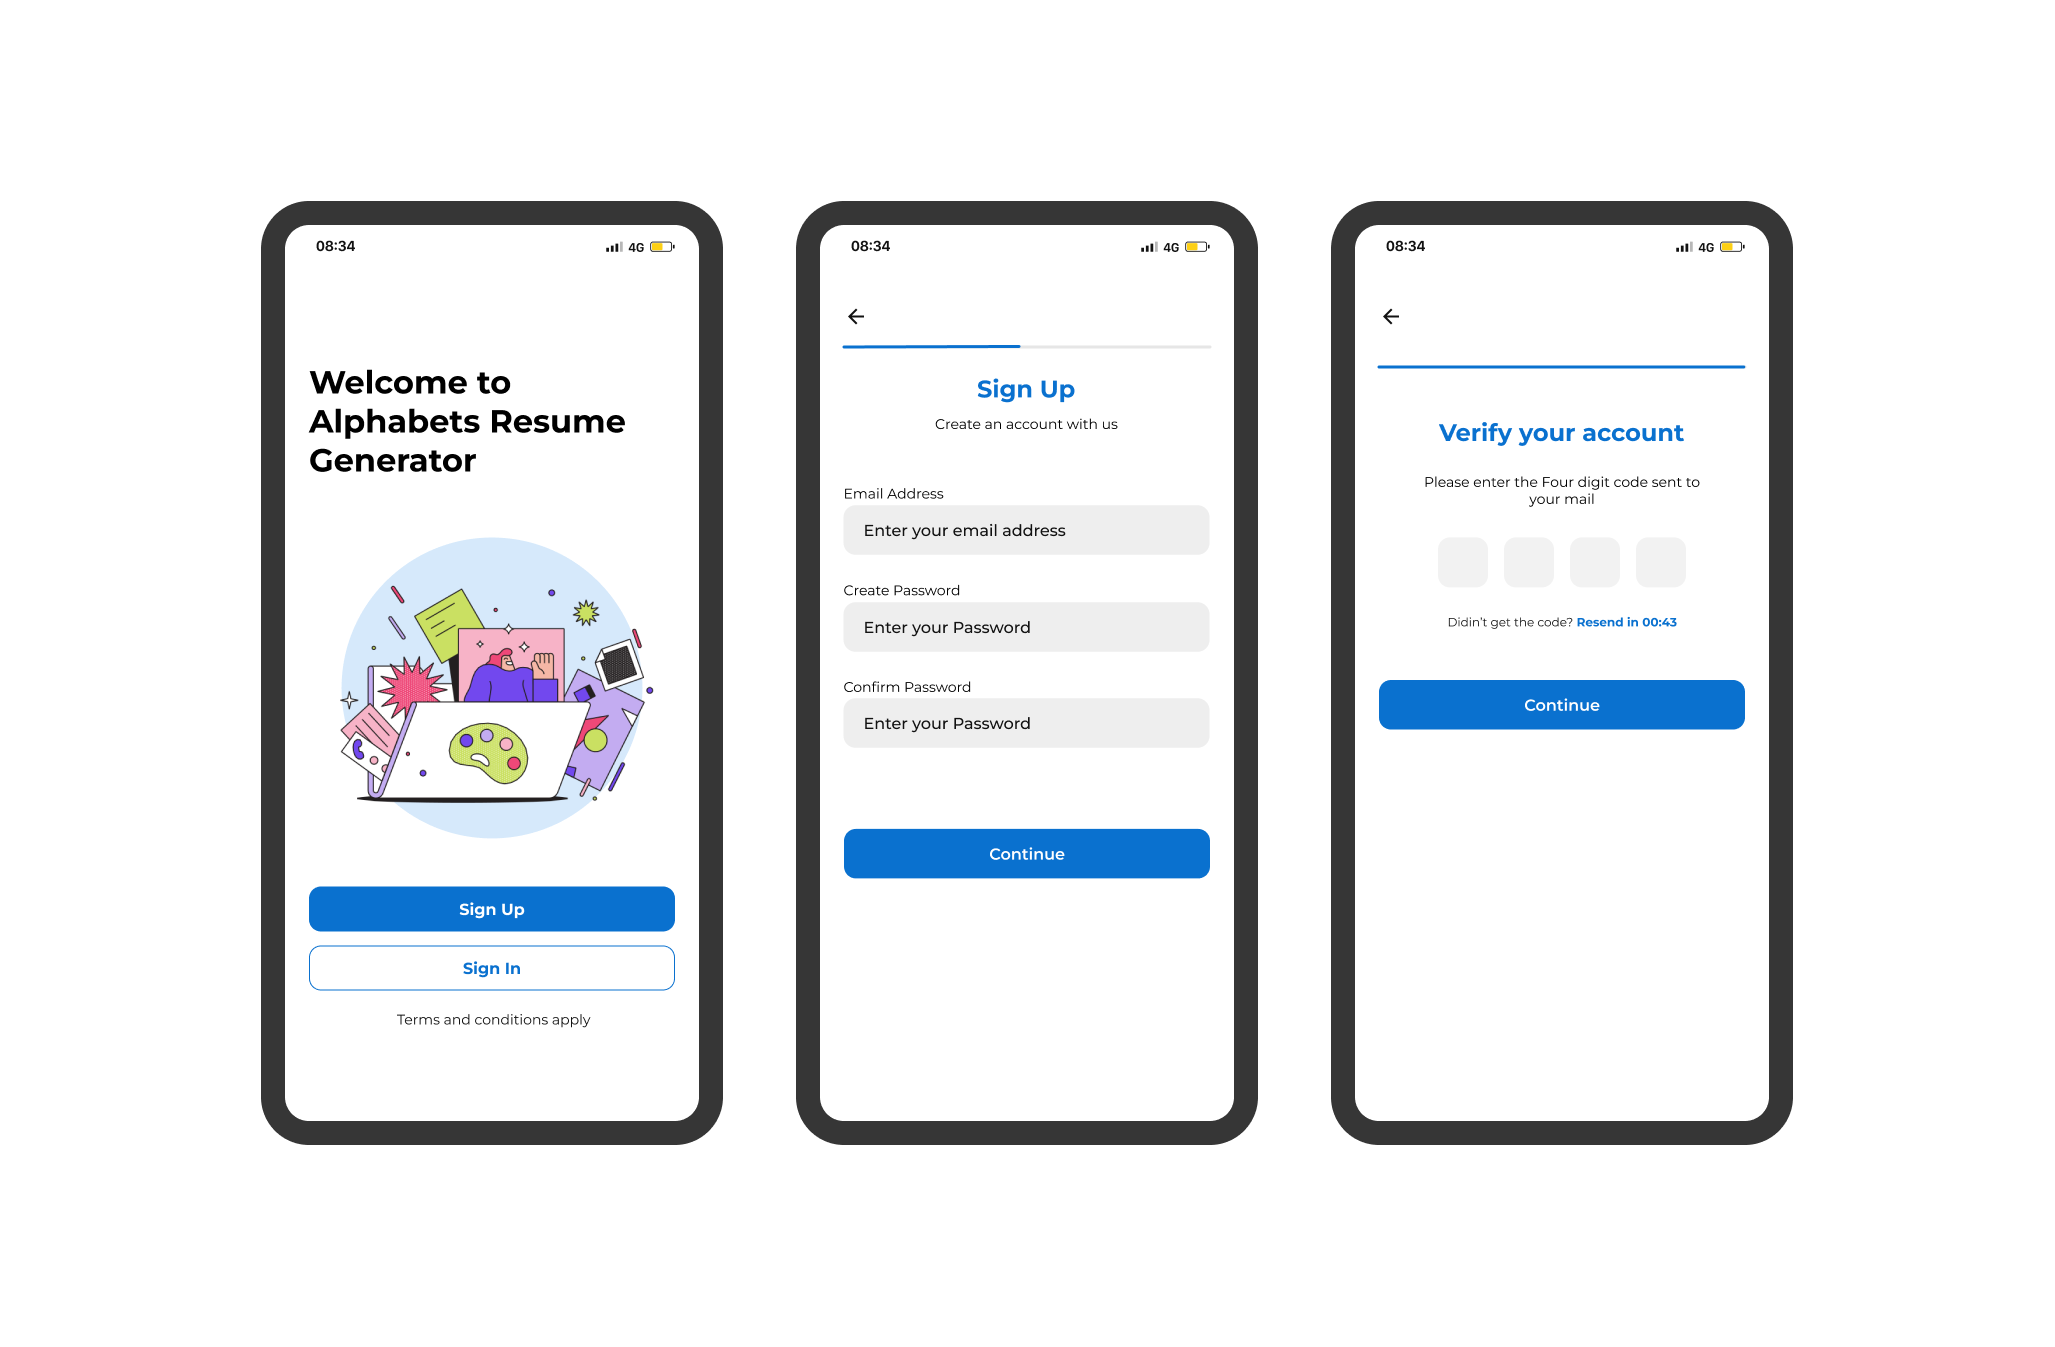 08:34
4G
Welcome to
Alphabets Resume
Generator
Sign Up
Sign In
Terms and conditions apply
08:34
4G
Sign Up
Create an account with us
Email Address
Enter your email address
Create Password
Enter your Password
Confirm Password
Enter your Password
Continue
08:34
4G
Verify your account
Please enter the Four digit code sent to
your mail
Didin't get the code? Resend in 00:43
Continue